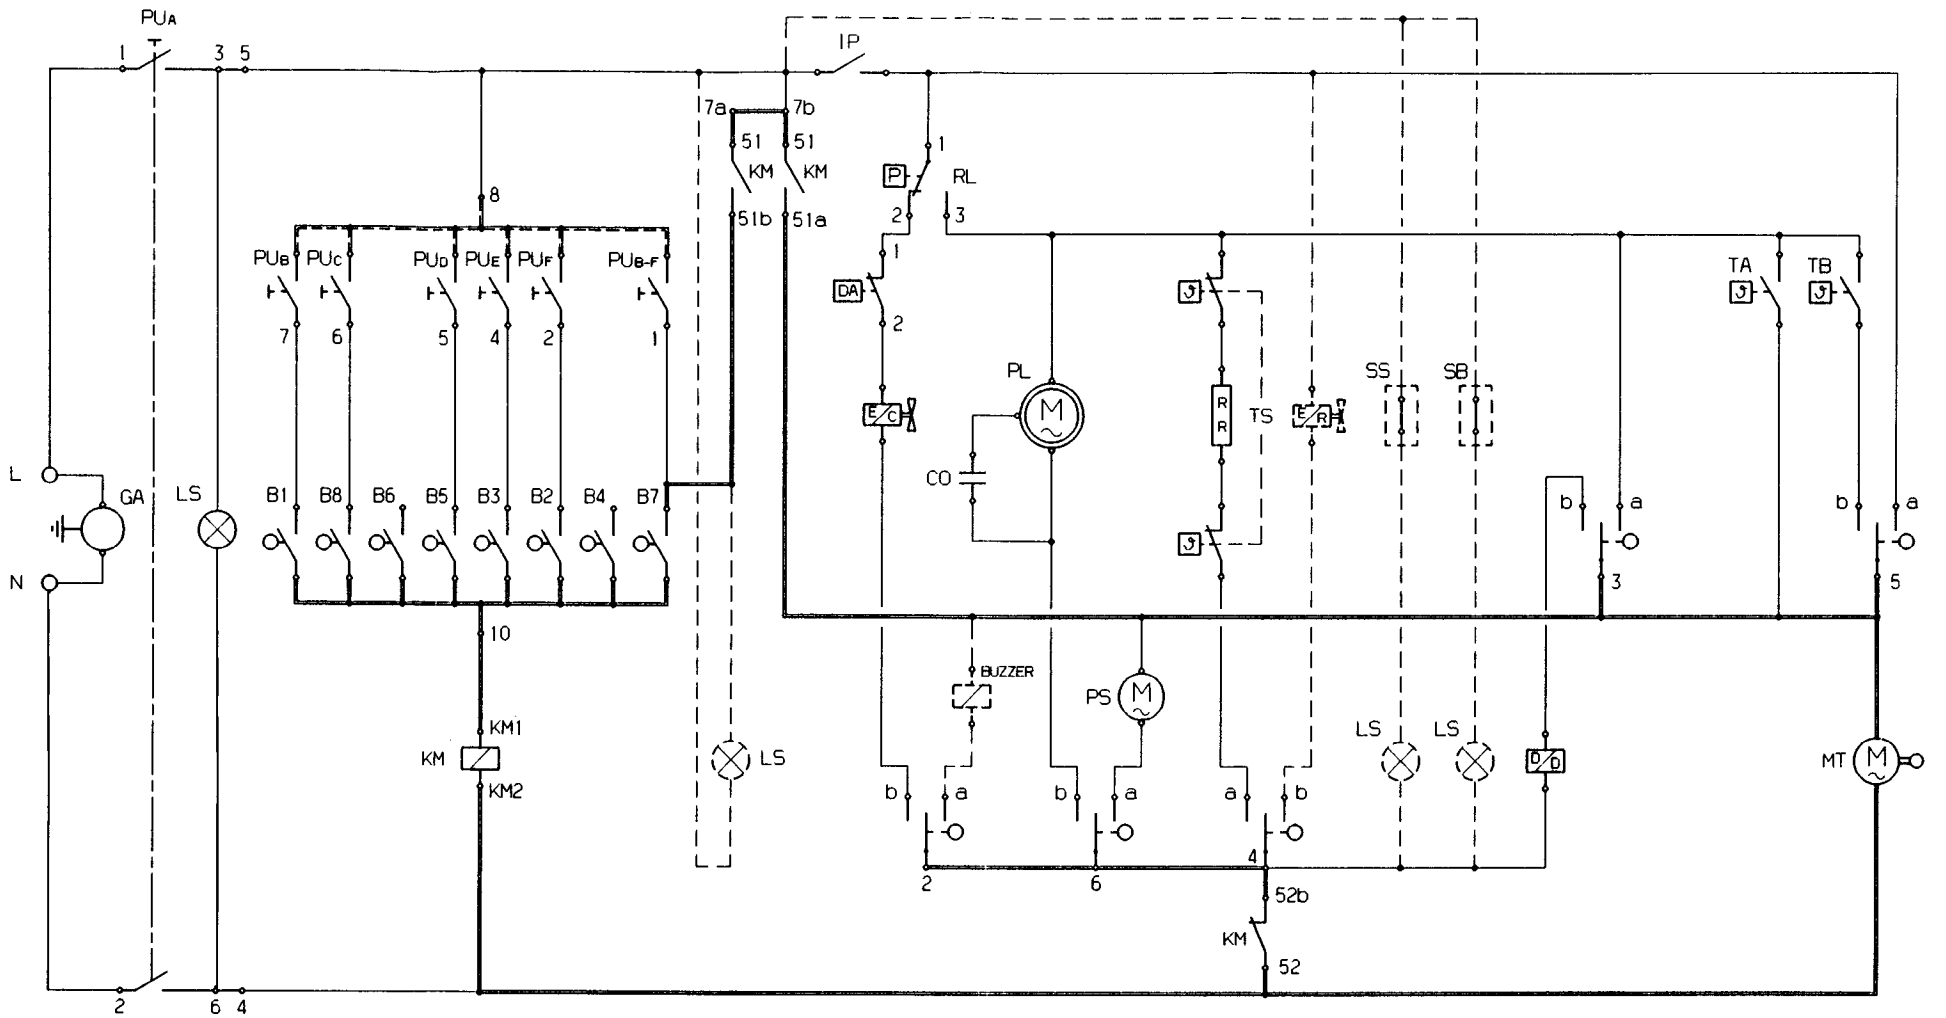 PUA
1 3 5
IP
7a 7b
51 51
KM KM
1
P RL
8
51b 51a 2 3
PUB PUC PUD PUE PUF PUB-F
1
DA
ϑ
TA TB
ϑ ϑ
7 6 5 4 2 1
2
PL
M
SS SB
E C
R R
TS
E R
CO
L
GA LS
B1 B8 B6 B5 B3 B2 B4 B7
b a b a
ϑ
N
3 5
10
BUZZER
PS M
KM1
KM
KM2
LS
LS LS
D D
MT M
b a b a a b
4
2 6
52b
KM
52
2 6 4